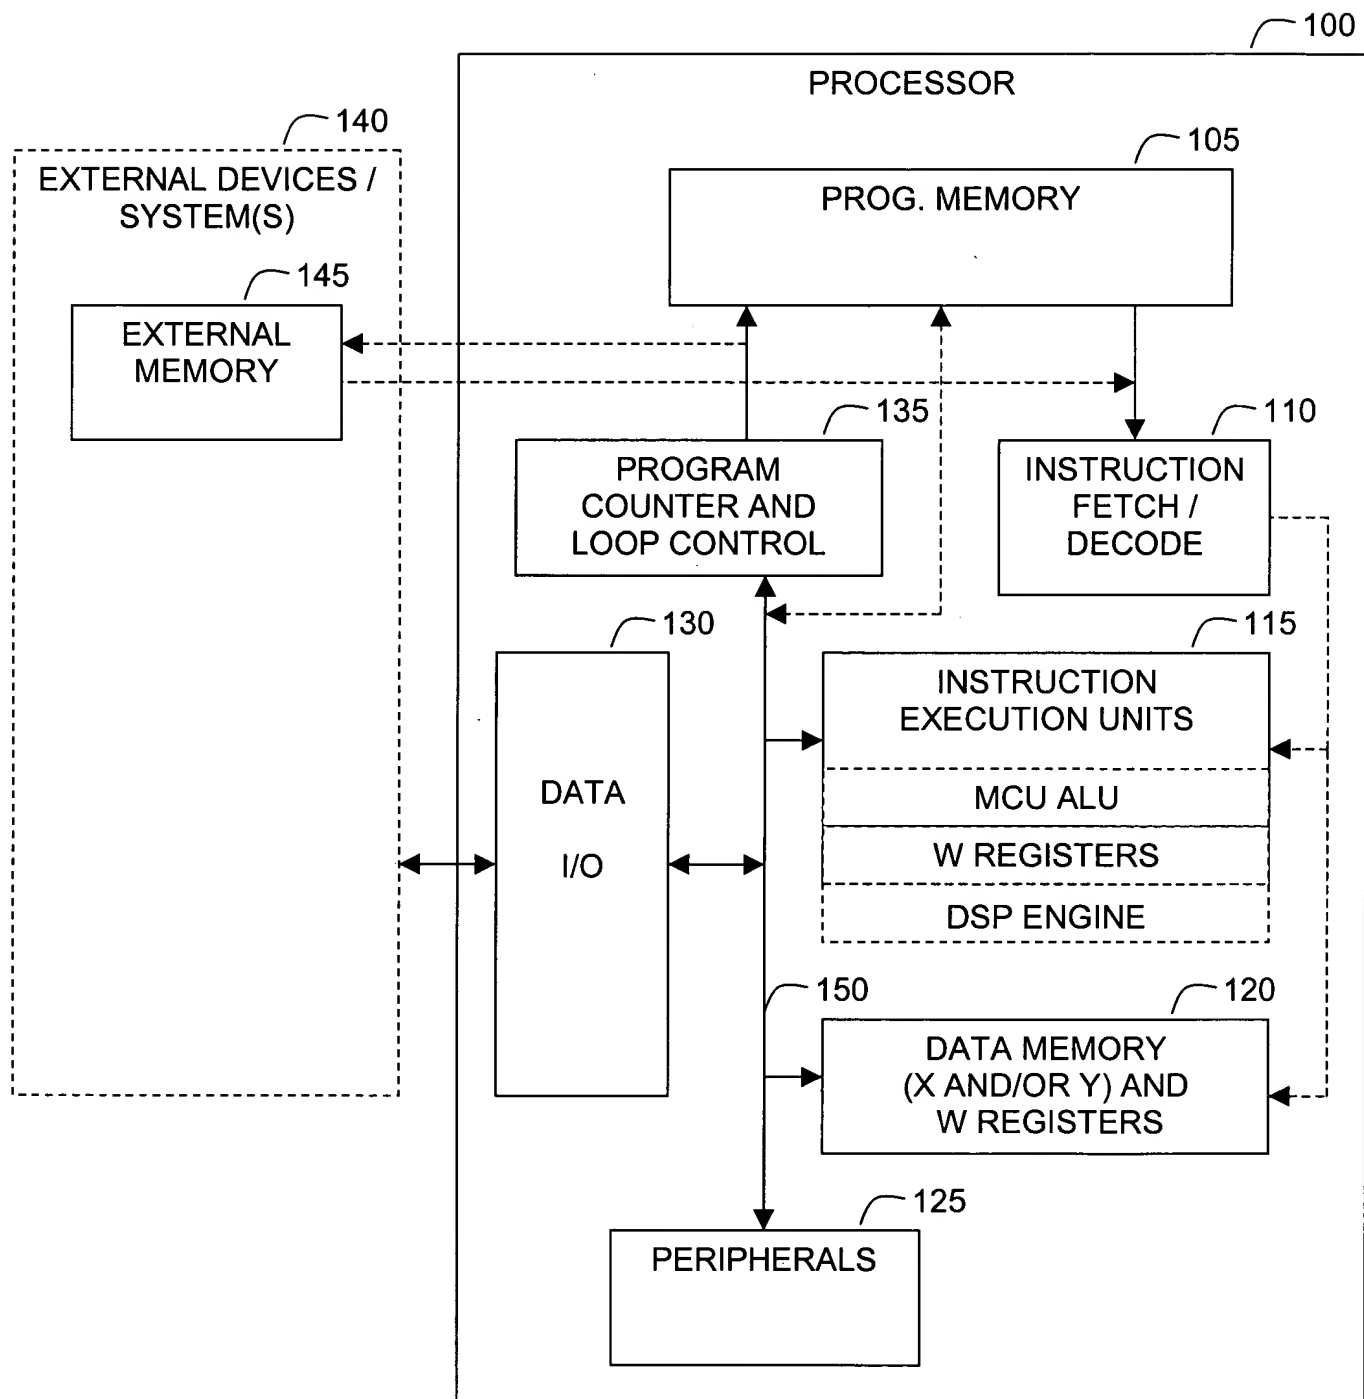 100
PROCESSOR
140
EXTERNAL DEVICES /
SYSTEM(S)
105
PROG. MEMORY
145
EXTERNAL
MEMORY
135
PROGRAM
COUNTER AND
LOOP CONTROL
110
INSTRUCTION
FETCH /
DECODE
130
DATA
I/O
115
INSTRUCTION
EXECUTION UNITS
MCU ALU
W REGISTERS
DSP ENGINE
150
120
DATA MEMORY
(X AND/OR Y) AND
W REGISTERS
125
PERIPHERALS